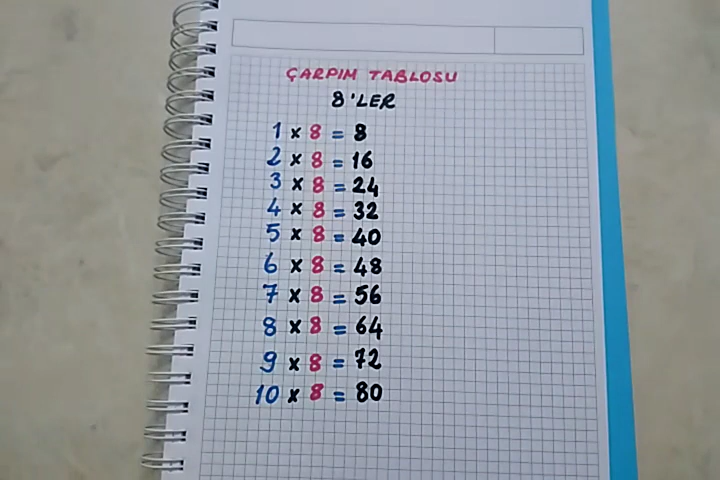 ÇARPIM TABLOSU
8'LER
1 x 8 = 8
2 x 8 = 16
3 x 8 = 24
4 x 8 = 32
5 x 8 = 40
6 x 8 = 48
7 x 8 = 56
8 x 8 = 64
9 x 8 = 72
10 x 8 = 80